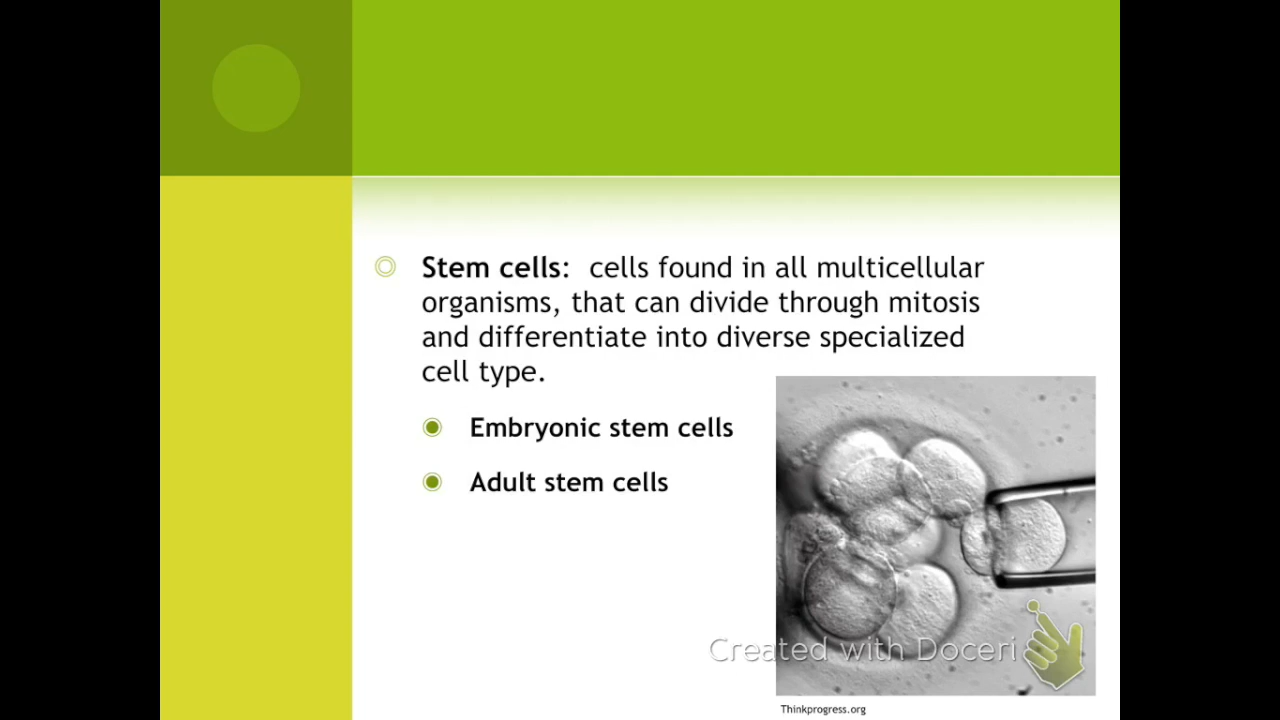 Stem cells:  cells found in all multicellular
organisms, that can divide through mitosis
and differentiate into diverse specialized
cell type.
Embryonic stem cells
Adult stem cells
Created with Doceri
Thinkprogress.org